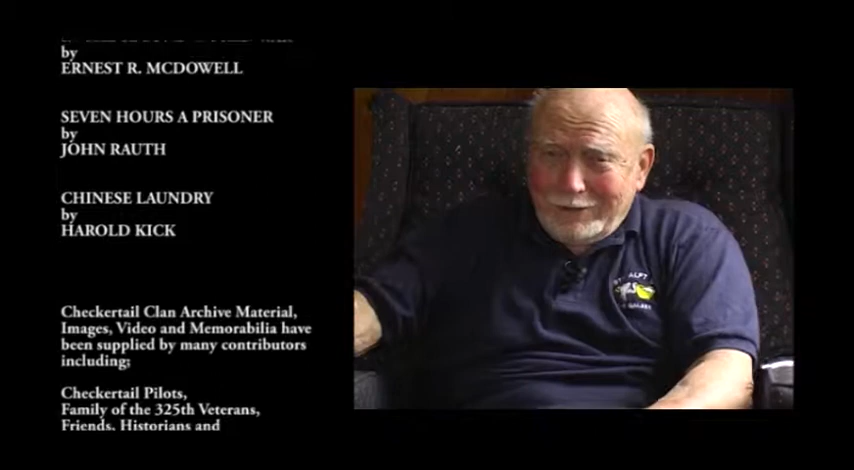 by
ERNEST R. MCDOWELL
SEVEN HOURS A PRISONER
by
JOHN RAUTH
CHINESE LAUNDRY
by
HAROLD KICK
Checkertail Clan Archive Material,
Images, Video and Memorabilia have
been supplied by many contributors
including;
Checkertail Pilots,
Family of the 325th Veterans,
Friends, Historians and